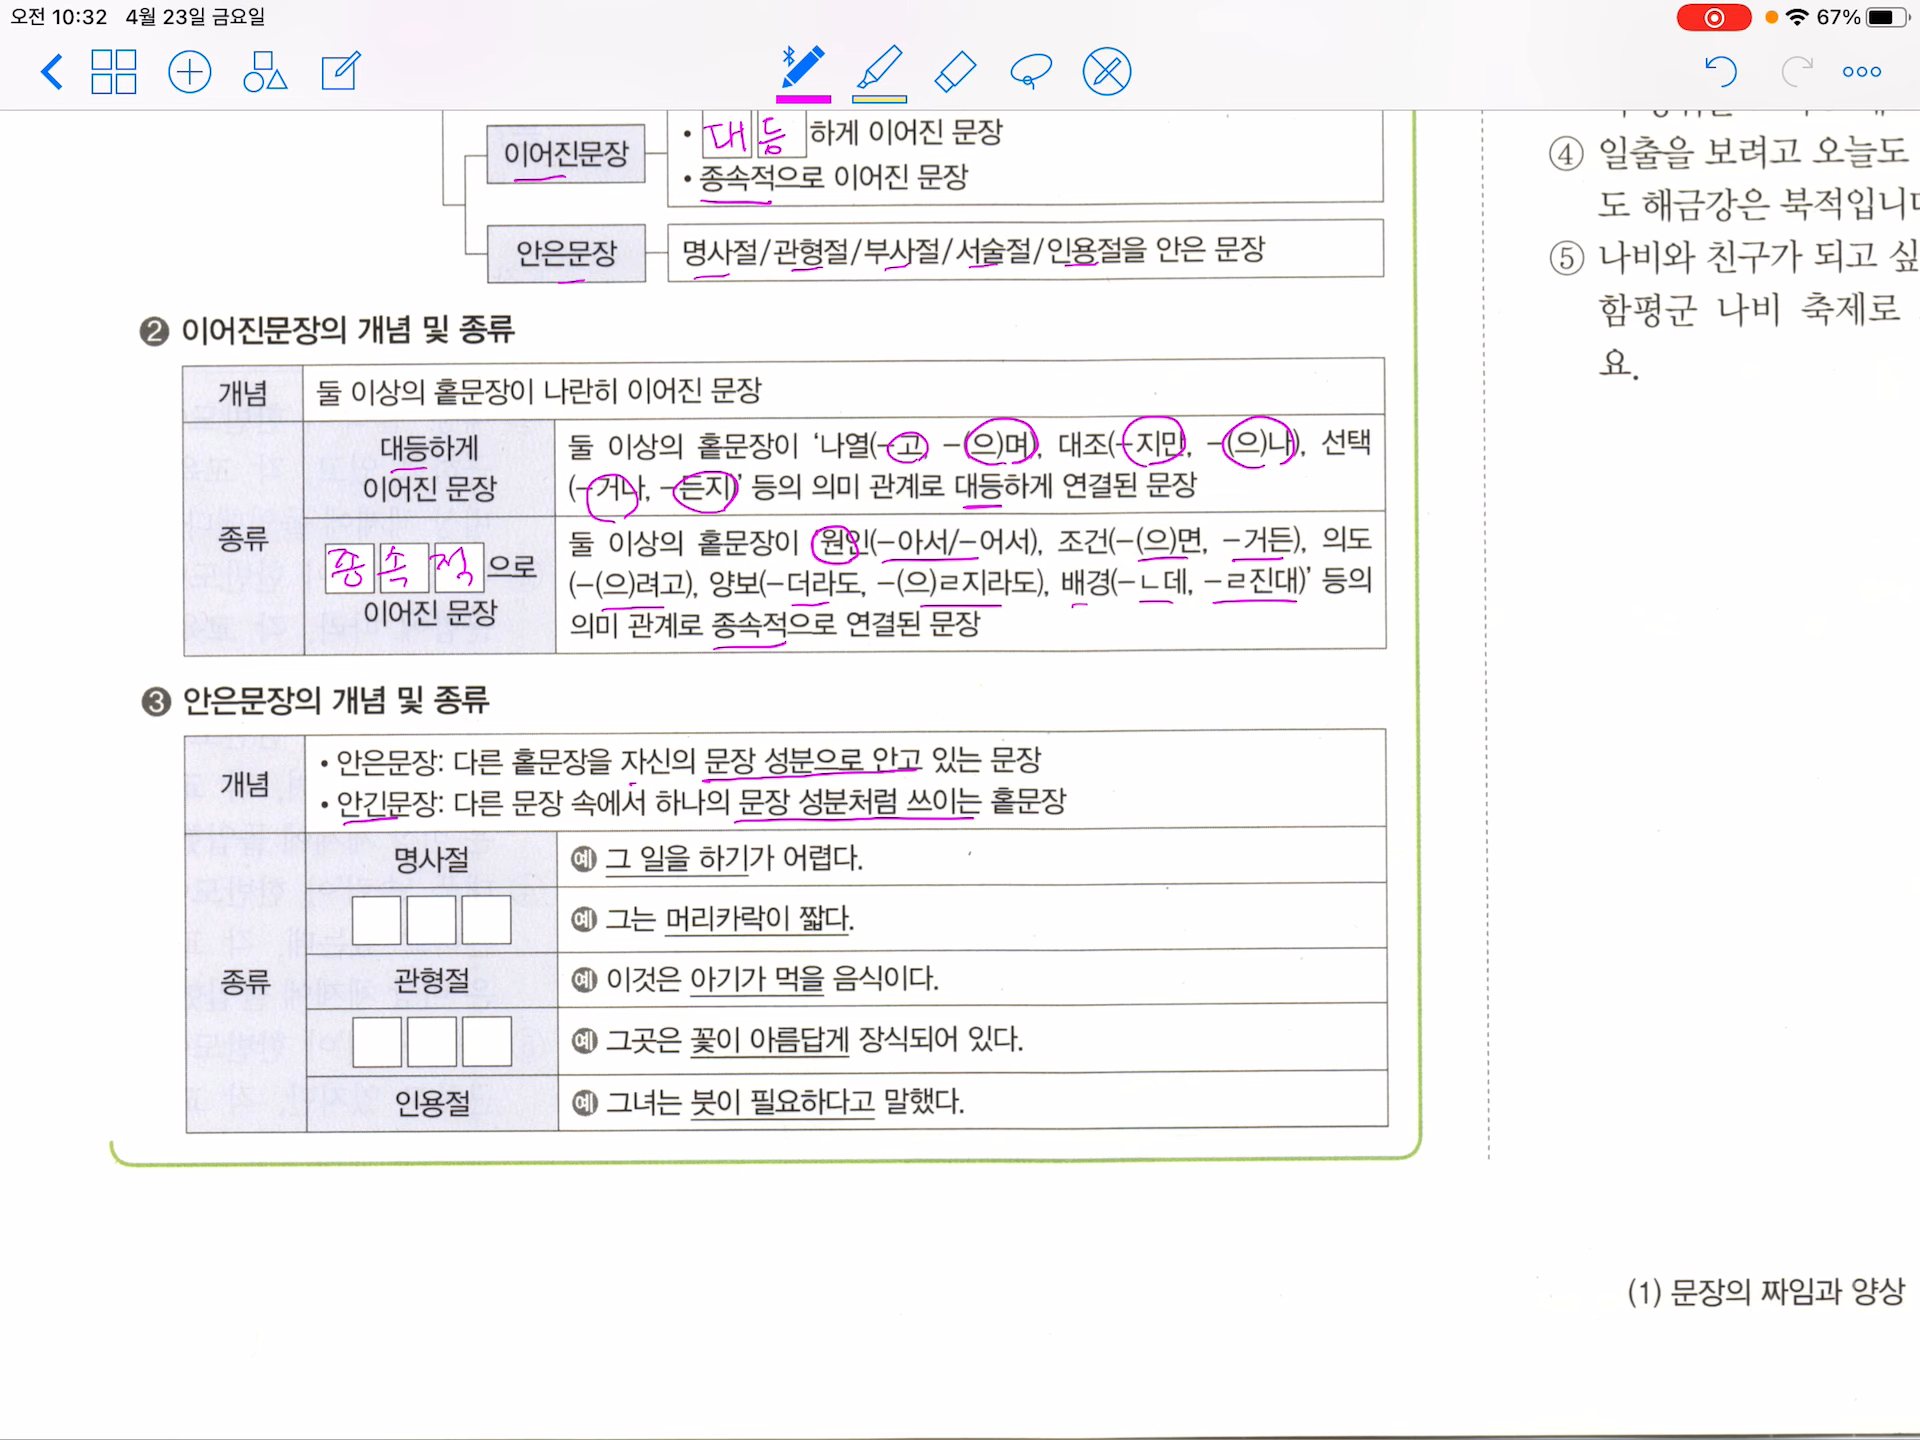 오전 10:32 4월 23일 금요일
67%
이어진문장
• 대등하게 이어진 문장
• 종속적으로 이어진 문장
안은문장
명사절/관형절/부사절/서술절/인용절을 안은 문장
❷ 이어진문장의 개념 및 종류
개념
둘 이상의 홑문장이 나란히 이어진 문장
종류
대등하게
이어진 문장
둘 이상의 홑문장이 ‘나열(-고, -(으)며), 대조(-지만, -(으)나), 선택
(-거나, -든지)’ 등의 의미 관계로 대등하게 연결된 문장
종속적으로
이어진 문장
둘 이상의 홑문장이 ‘원인(-아서/-어서), 조건(-(으)면, -거든), 의도
(-(으)려고), 양보(-더라도, -(으)ㄹ지라도), 배경(-ㄴ데, -ㄹ진대)’ 등의
의미 관계로 종속적으로 연결된 문장
❸ 안은문장의 개념 및 종류
개념
• 안은문장: 다른 홑문장을 자신의 문장 성분으로 안고 있는 문장
• 안긴문장: 다른 문장 속에서 하나의 문장 성분처럼 쓰이는 홑문장
종류
명사절
예 그 일을 하기가 어렵다.
예 그는 머리카락이 짧다.
관형절
예 이것은 아기가 먹을 음식이다.
예 그곳은 꽃이 아름답게 장식되어 있다.
인용절
예 그녀는 붓이 필요하다고 말했다.
④ 일출을 보려고 오늘도
도 해금강은 북적입니다
⑤ 나비와 친구가 되고 싶
함평군 나비 축제로
요.
(1) 문장의 짜임과 양상